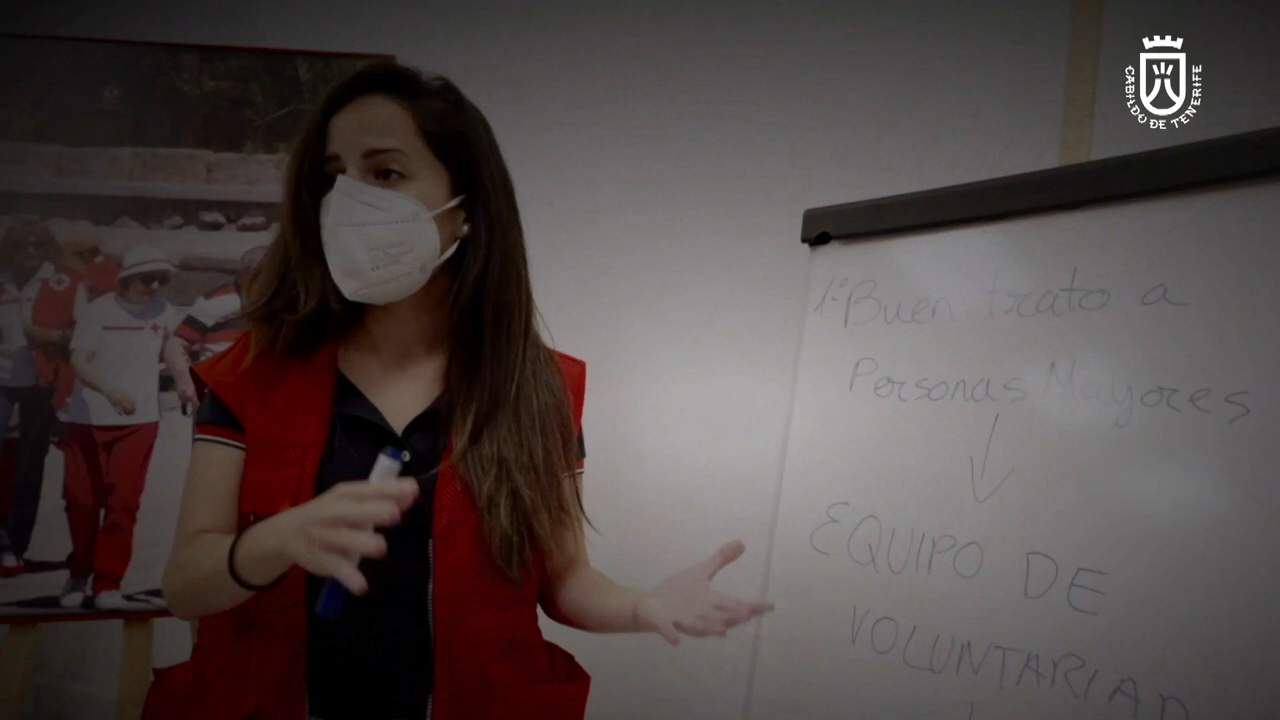 CABILDO DE TENERIFE
1º Buen trato a
Personas Mayores
EQUIPO DE
VOLUNTARIAD